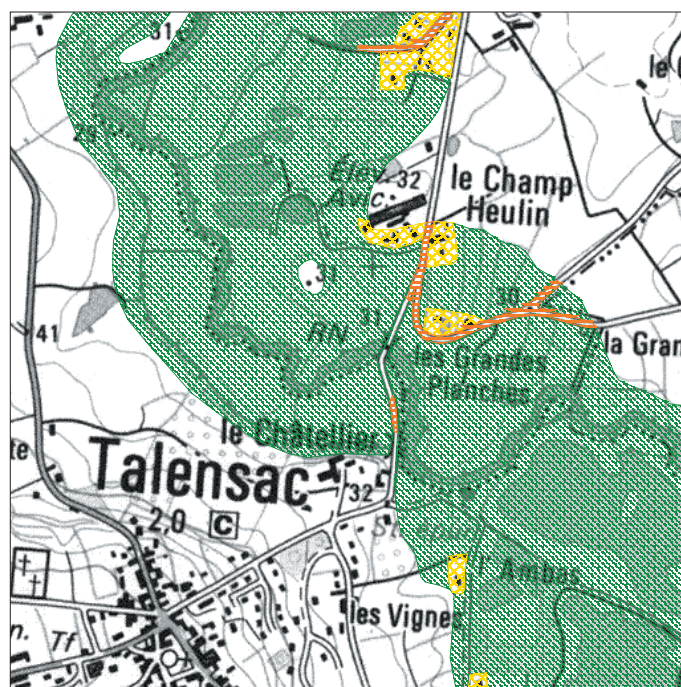 31
29
le
Élev.
Avic.
32
le Champ
Heulin
31
30
RN
31
41
la Gran
les Grandes
Planches
te
le Châtellier
Talensac
32
2,0
C
l'Ambas
les Vignes
n.
Tf